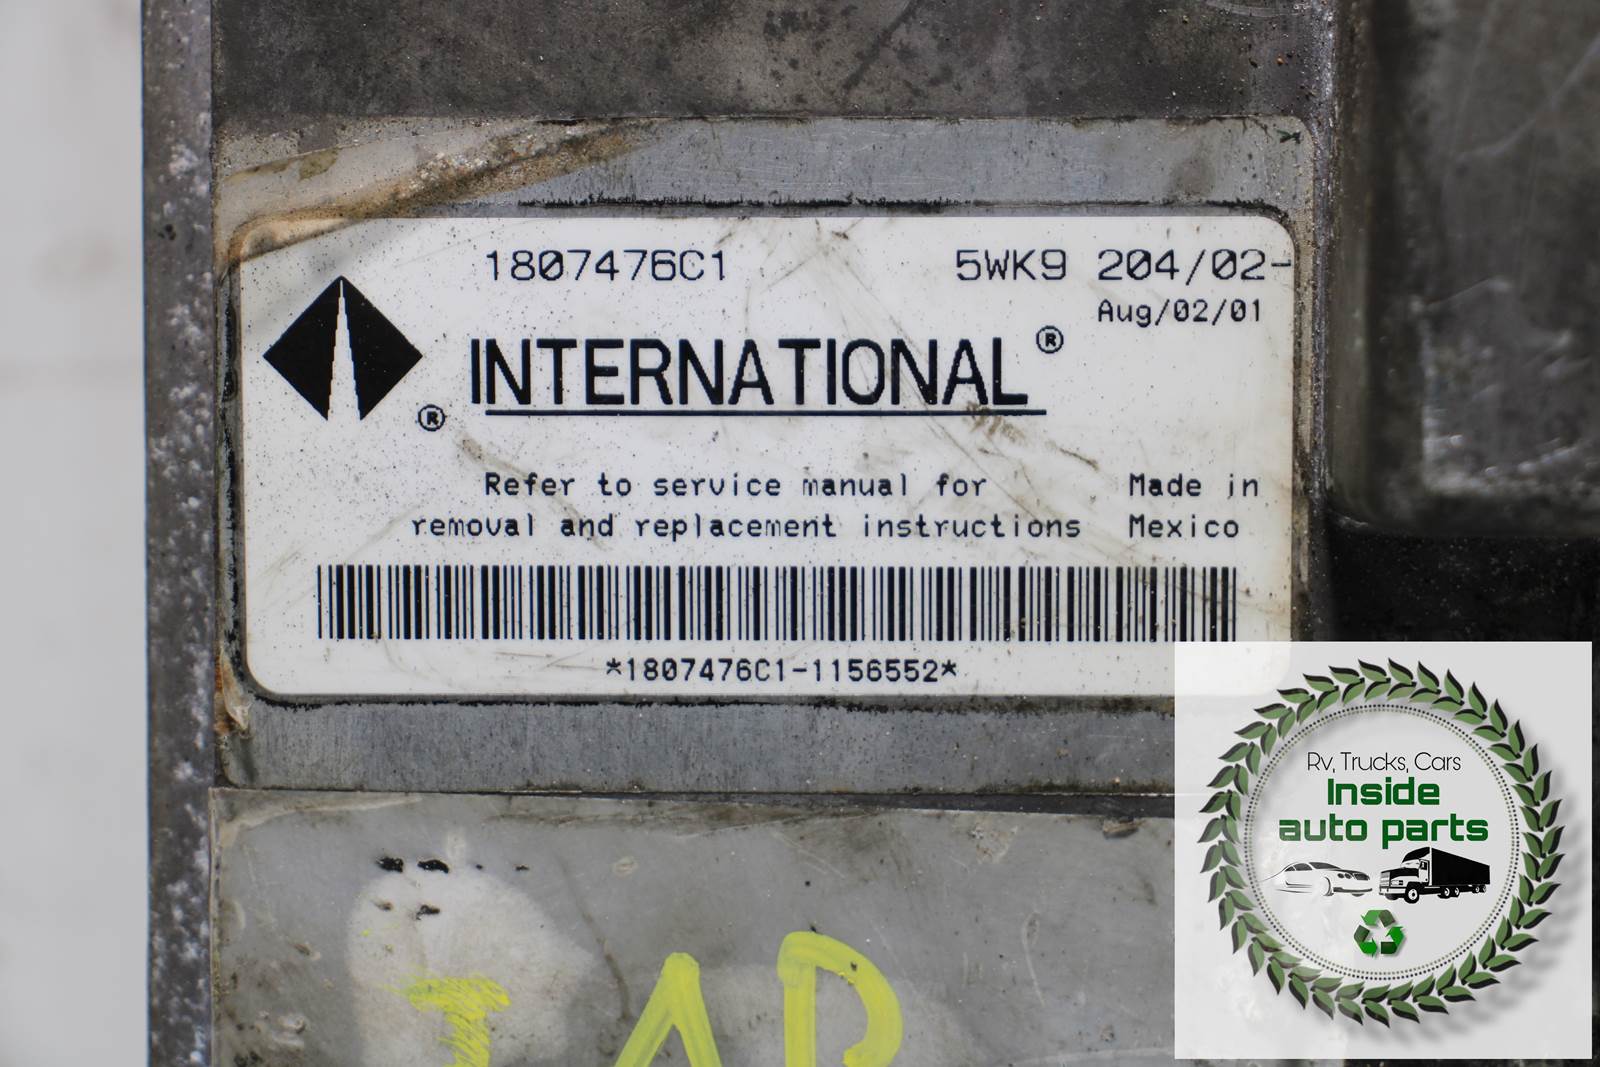 1807476C1 5WK9 204/02-
Aug/02/01
INTERNATIONAL ®
®
Refer to service manual for Made in
removal and replacement instructions Mexico
*1807476C1-1156552*
Rv, Trucks, Cars
Inside
auto parts